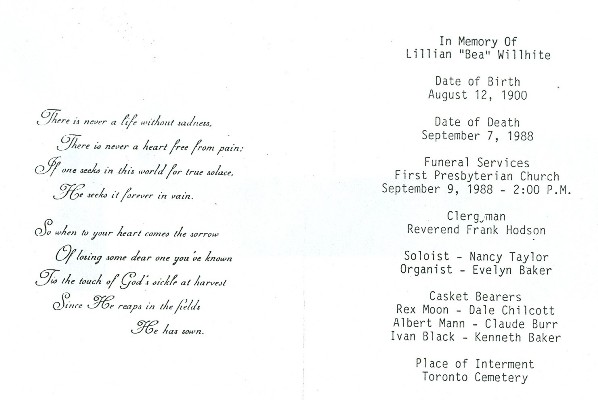 There is never a life without sadness,
There is never a heart free from pain;
If one seeks in this world for true solace,
He seeks it forever in vain.
So when to your heart comes the sorrow
Of losing some dear one you've known
'Tis the touch of God's sickle at harvest
Since He reaps in the fields
He has sown.
In Memory Of
Lillian "Bea" Willhite
Date of Birth
August 12, 1900
Date of Death
September 7, 1988
Funeral Services
First Presbyterian Church
September 9, 1988 - 2:00 P.M.
Clergyman
Reverend Frank Hodson
Soloist - Nancy Taylor
Organist - Evelyn Baker
Casket Bearers
Rex Moon - Dale Chilcott
Albert Mann - Claude Burr
Ivan Black - Kenneth Baker
Place of Interment
Toronto Cemetery